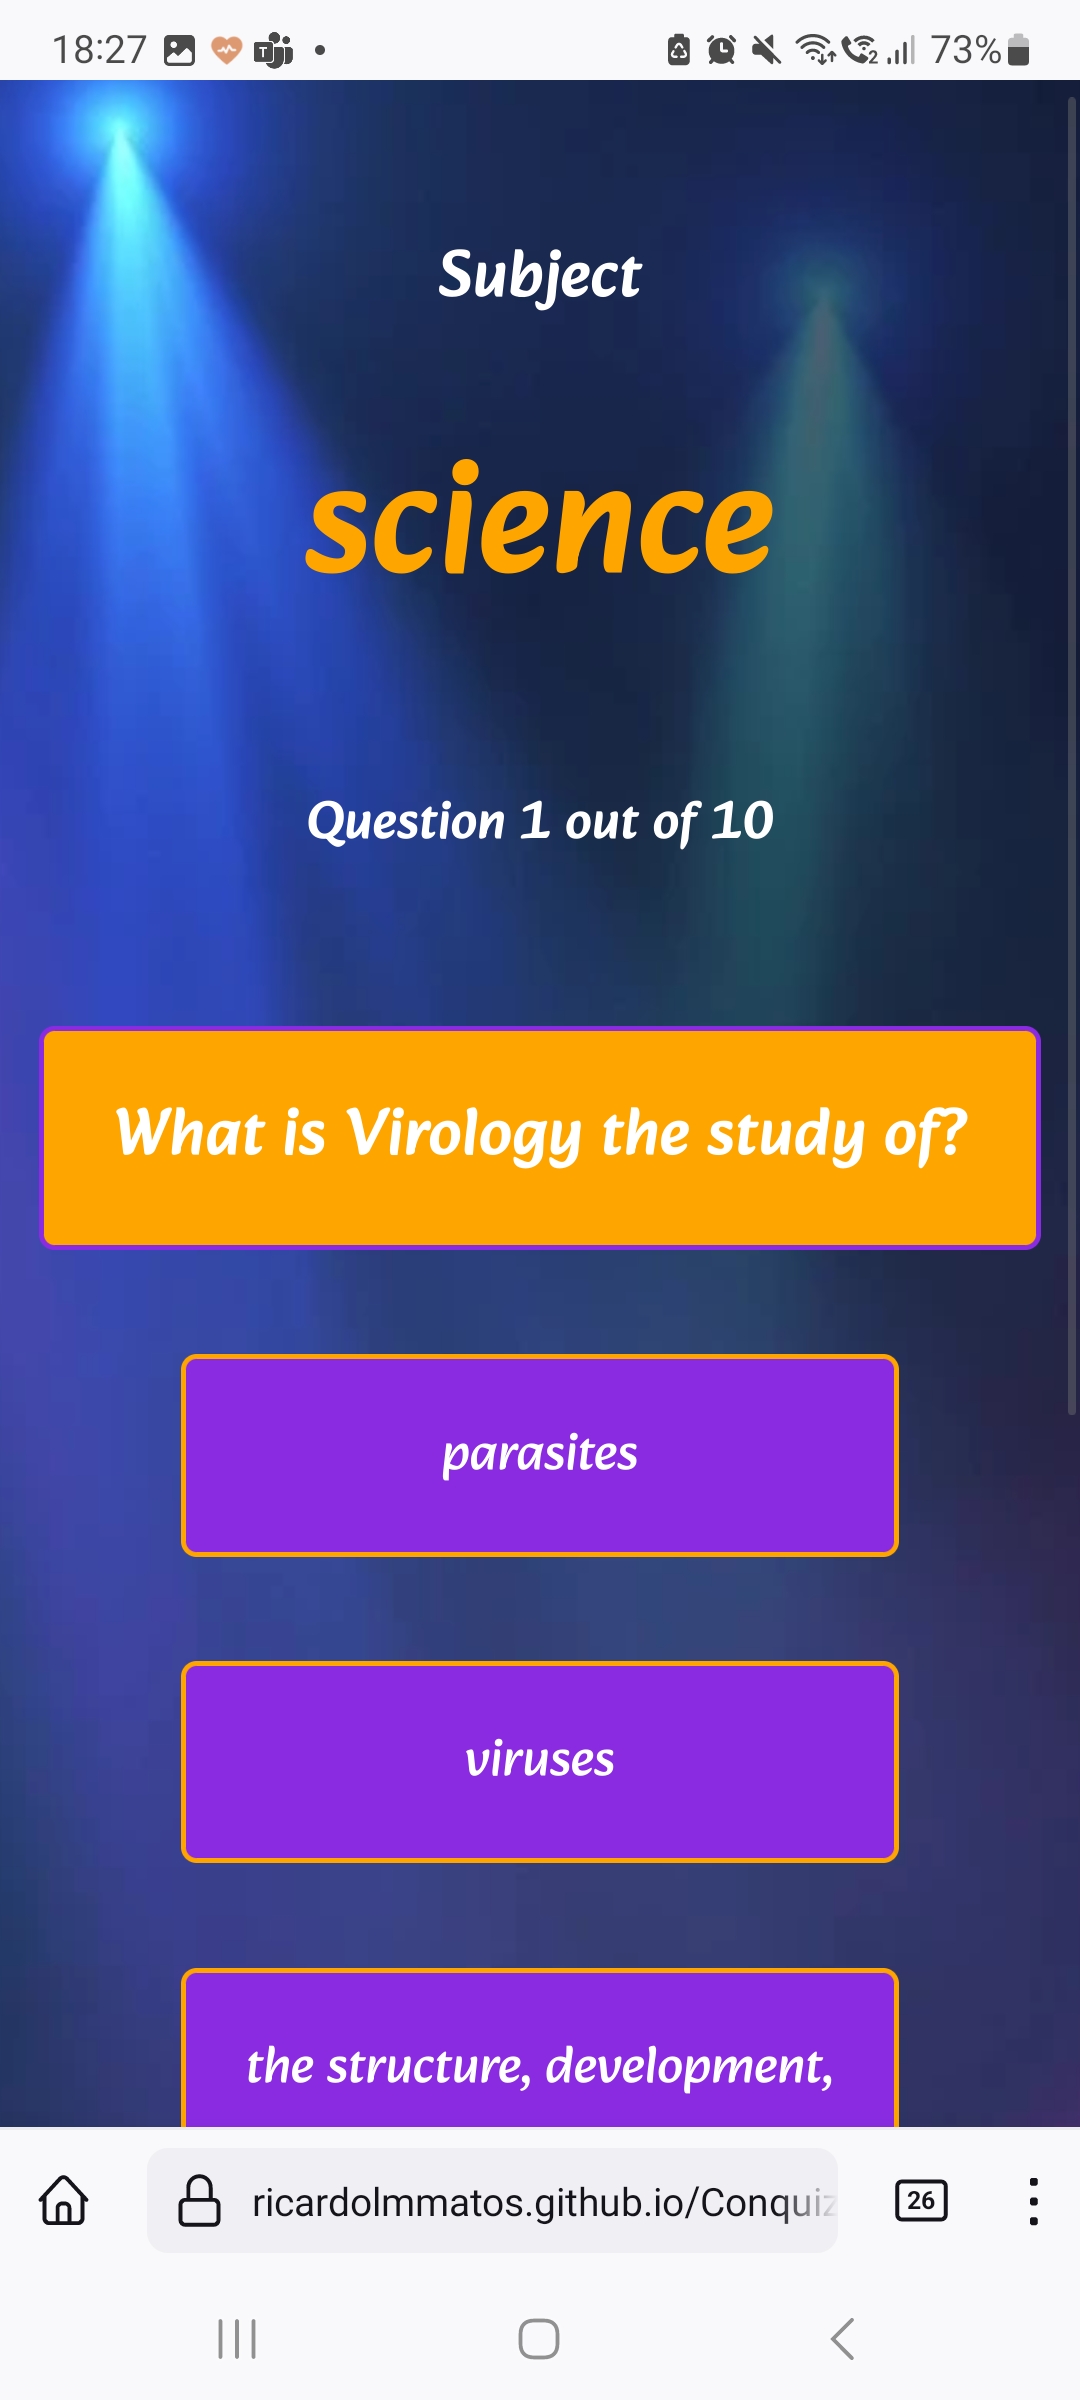 18:27
73%
Subject
science
Question 1 out of 10
What is Virology the study of?
parasites
viruses
the structure, development,
ricardolmmatos.github.io/Conquiz
26